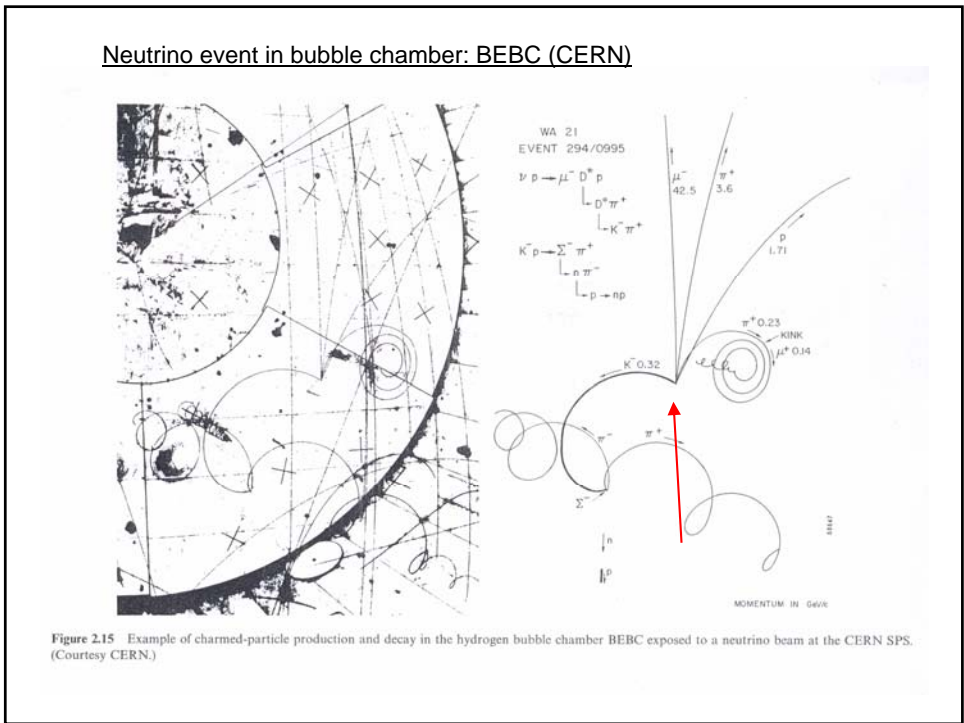 Neutrino event in bubble chamber: BEBC (CERN)
WA 21
EVENT 294/0995
ν p → μ⁻ D* p
D° π⁺
K⁻ π⁺
K⁻ p → Σ⁻ π⁺
n π⁻
p → np
μ⁻
42.5
π⁺
3.6
p
1.71
π⁺ 0.23
KINK
μ⁺ 0.14
K⁻ 0.32
π⁻
π⁺
Σ⁻
n
p
MOMENTUM IN GeV/c
Figure 2.15 Example of charmed-particle production and decay in the hydrogen bubble chamber BEBC exposed to a neutrino beam at the CERN SPS.
(Courtesy CERN.)